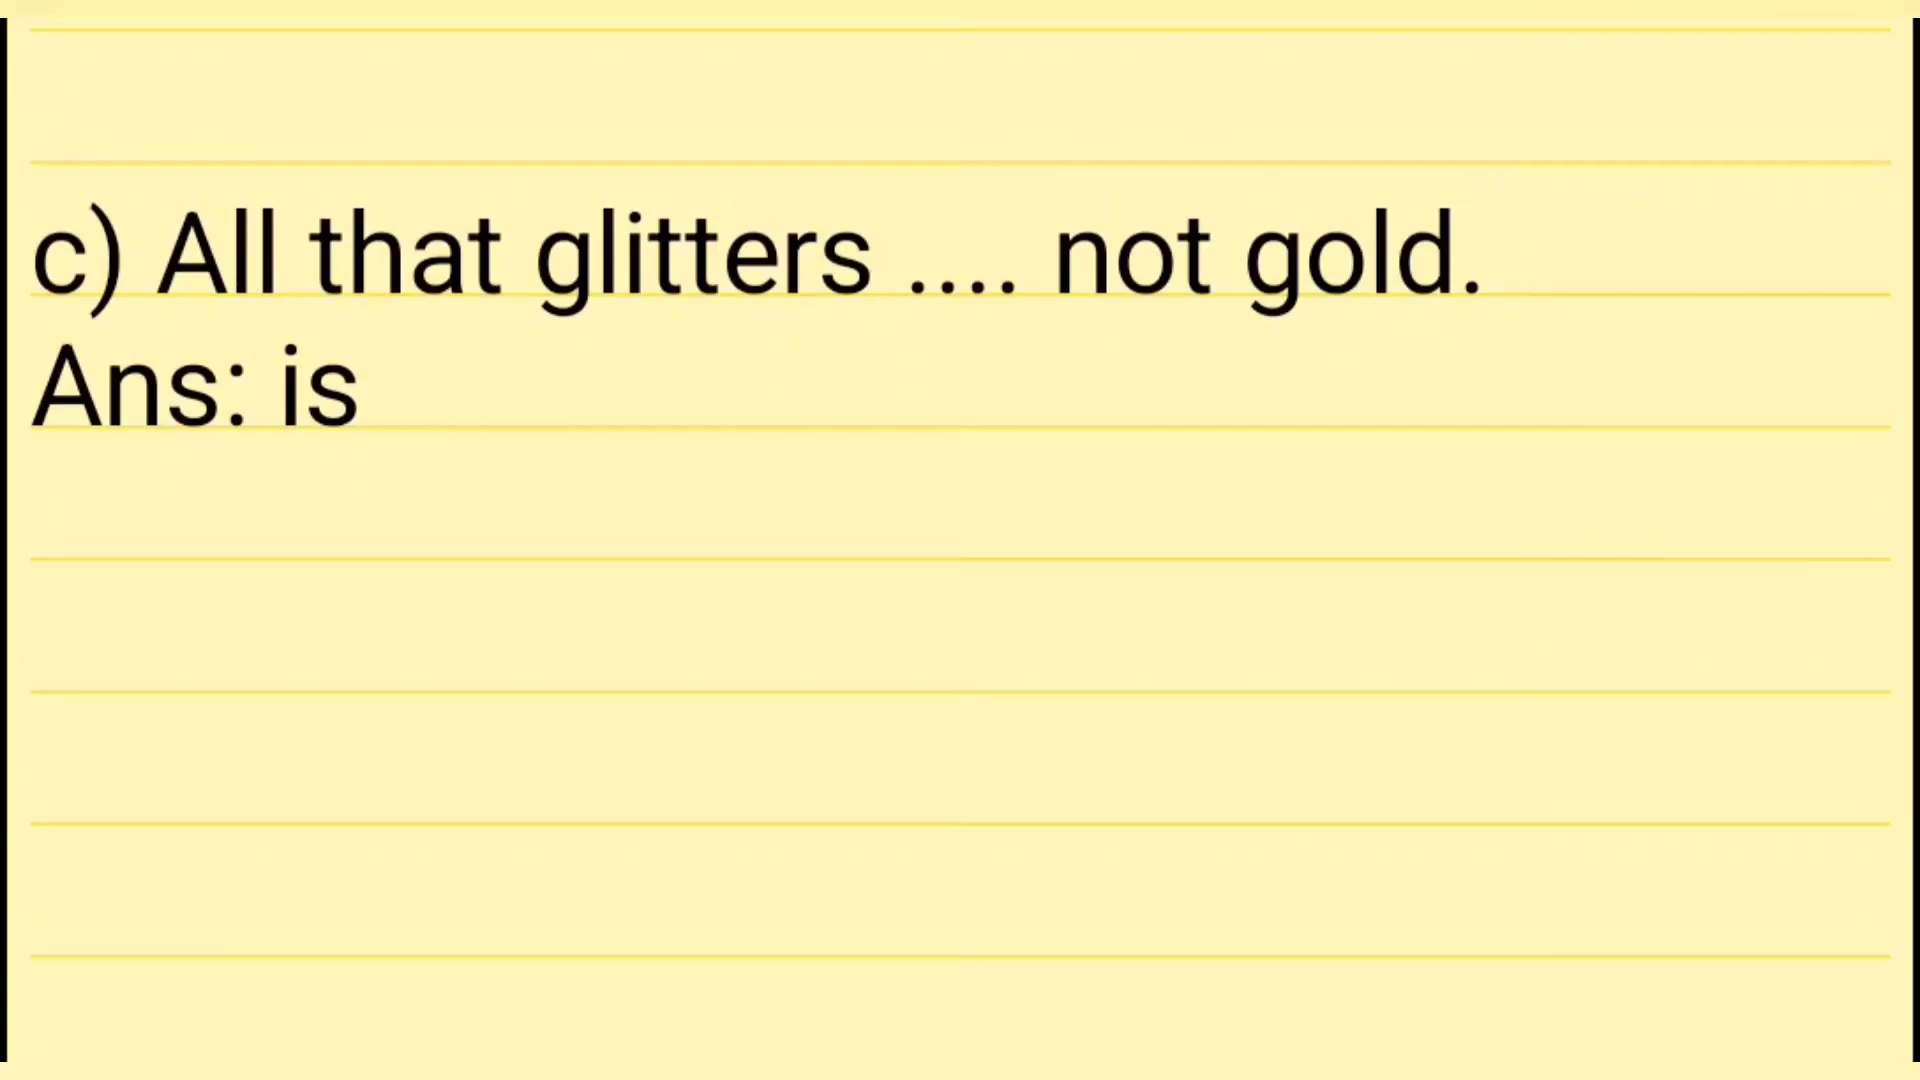 c) All that glitters .... not gold.
Ans: is